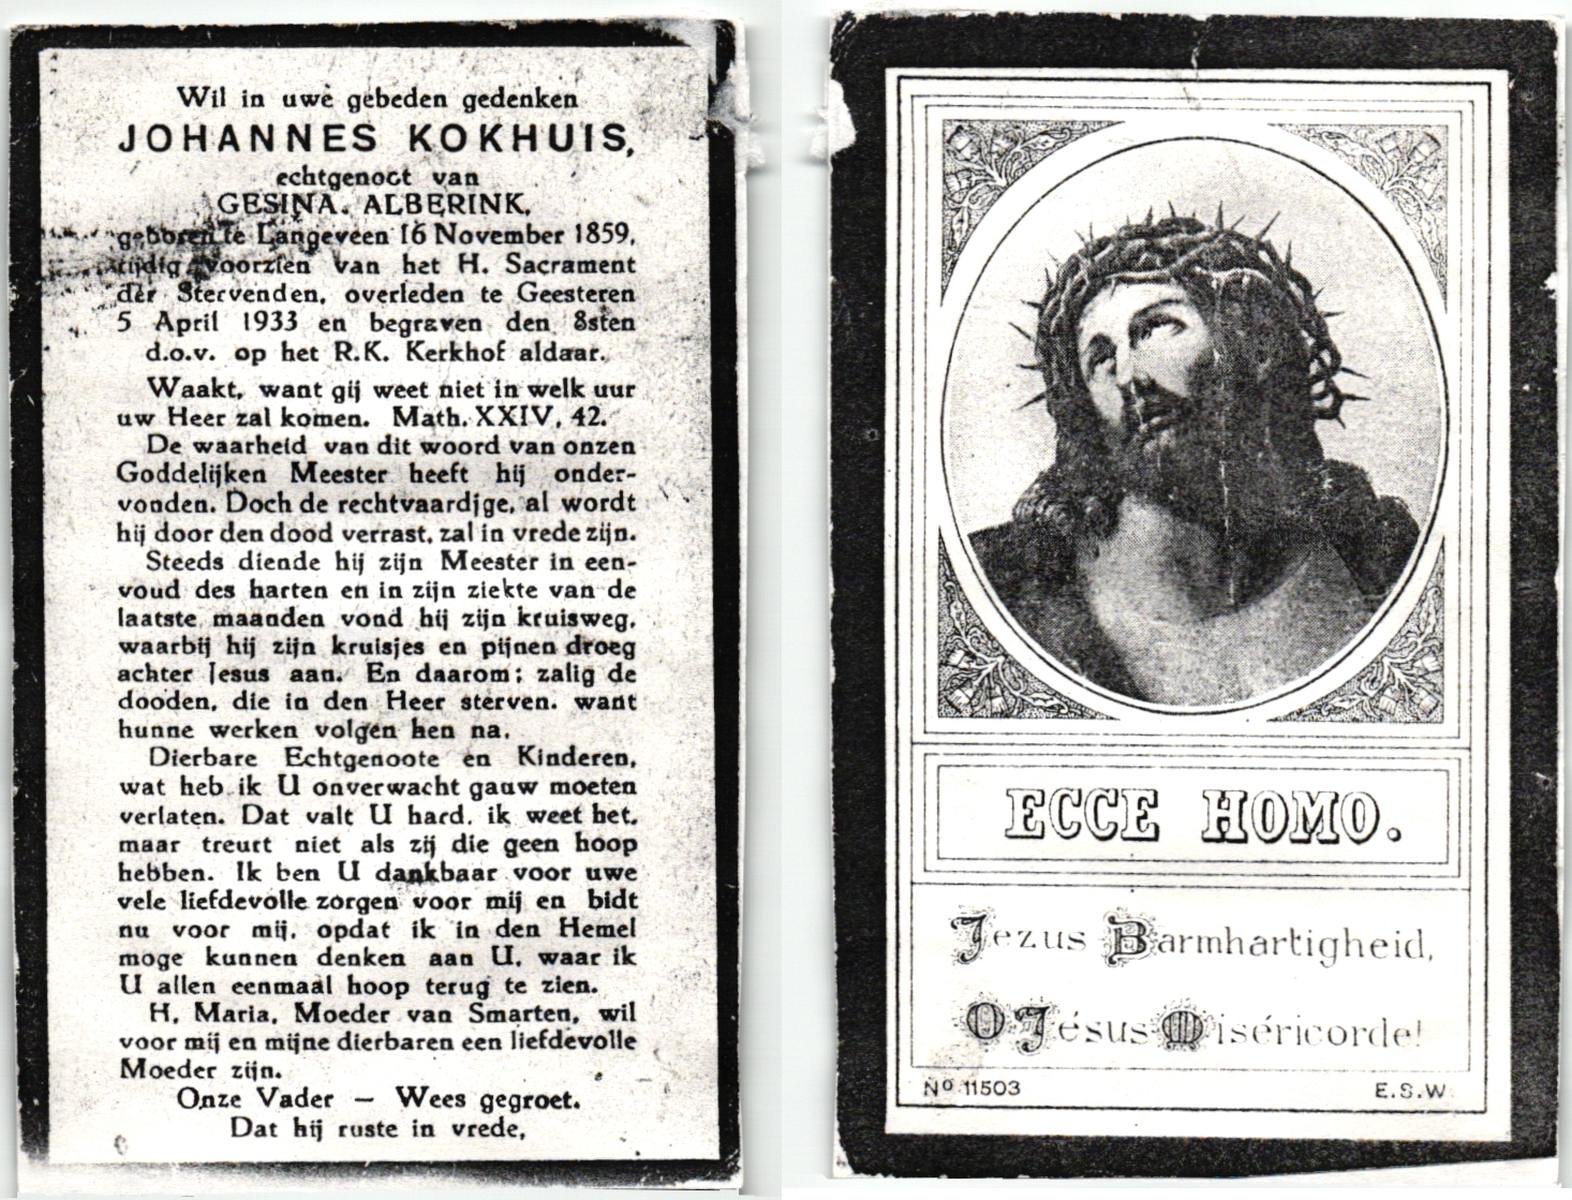 Wil in uwe gebeden gedenken
JOHANNES KOKHUIS,
echtgenoot van
GESINA. ALBERINK,
geboren te Langeveen 16 November 1859,
tijdig voorzien van het H. Sacrament
der Stervenden, overleden te Geesteren
5 April 1933 en begraven den 8sten
d.o.v. op het R.K. Kerkhof aldaar.
Waakt, want gij weet niet in welk uur
uw Heer zal komen. Math. XXIV, 42.
De waarheid van dit woord van onzen
Goddelijken Meester heeft hij onder-
vonden. Doch de rechtvaardige, al wordt
hij door den dood verrast, zal in vrede zijn.
Steeds diende hij zijn Meester in een-
voud des harten en in zijn ziekte van de
laatste maanden vond hij zijn kruisweg,
waarbij hij zijn kruisjes en pijnen droeg
achter Jesus aan. En daarom: zalig de
dooden, die in den Heer sterven. want
hunne werken volgen hen na.
Dierbare Echtgenoote en Kinderen,
wat heb ik U onverwacht gauw moeten
verlaten. Dat valt U hard, ik weet het,
maar treurt niet als zij die geen hoop
hebben. Ik ben U dankbaar voor uwe
vele liefdevolle zorgen voor mij en bidt
nu voor mij, opdat ik in den Hemel
moge kunnen denken aan U, waar ik
U allen eenmaal hoop terug te zien.
H. Maria, Moeder van Smarten, wil
voor mij en mijne dierbaren een liefdevolle
Moeder zijn.
Onze Vader — Wees gegroet.
Dat hij ruste in vrede,
ECCE HOMO.
Jezus Barmhartigheid,
O Jésus Miséricorde!
No 11503
E.S.W.